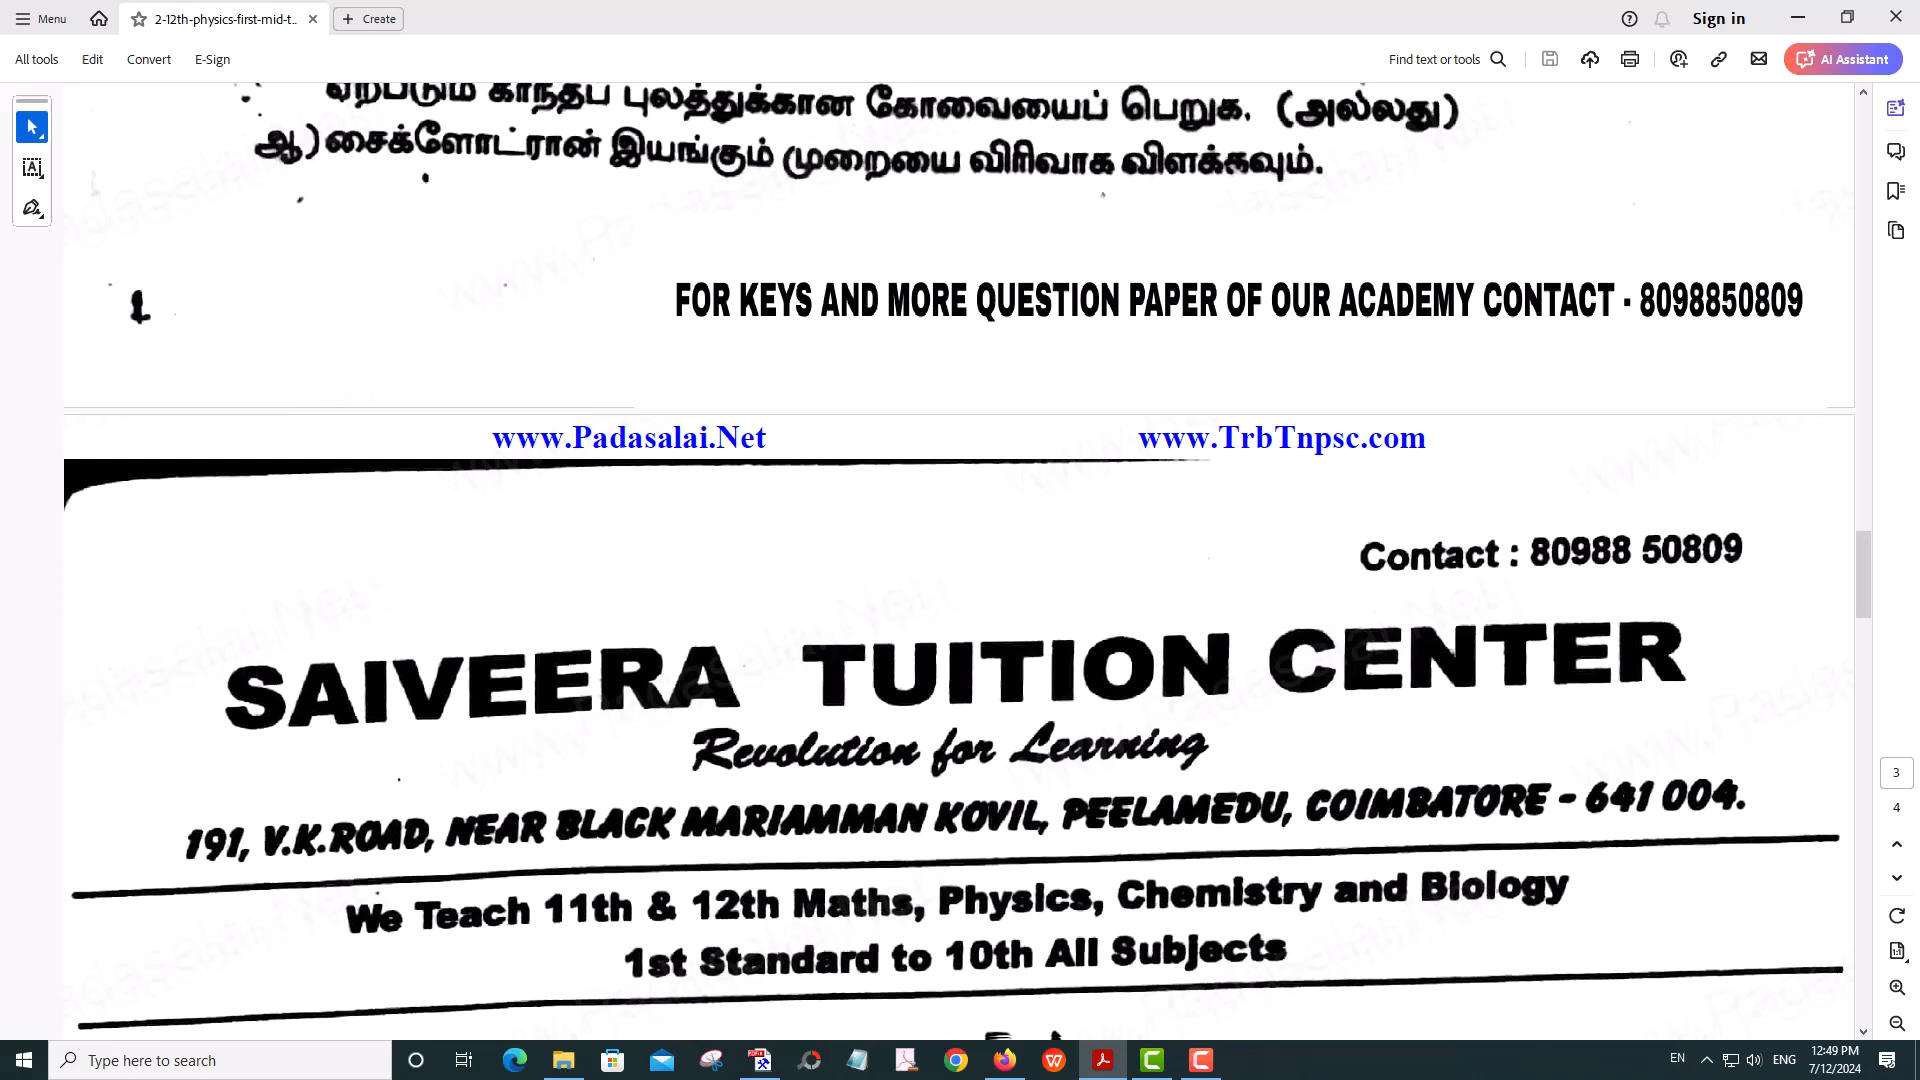 Menu
2-12th-physics-first-mid-t...
Create
Sign in
All tools
Edit
Convert
E-Sign
Find text or tools
AI Assistant
ஏற்படும் காந்தப் புலத்துக்கான கோவையைப் பெறுக. (அல்லது)
ஆ) சைக்ளோட்ரான் இயங்கும் முறையை விரிவாக விளக்கவும்.
FOR KEYS AND MORE QUESTION PAPER OF OUR ACADEMY CONTACT - 8098850809
www.Padasalai.Net
www.TrbTnpsc.com
Contact : 80988 50809
SAIVEERA TUITION CENTER
Revolution for Learning
191, V.K.ROAD, NEAR BLACK MARIAMMAN KOVIL, PEELAMEDU, COIMBATORE - 641 004.
We Teach 11th & 12th Maths, Physics, Chemistry and Biology
1st Standard to 10th All Subjects
3
4
Type here to search
EN
ENG
12:49 PM
7/12/2024